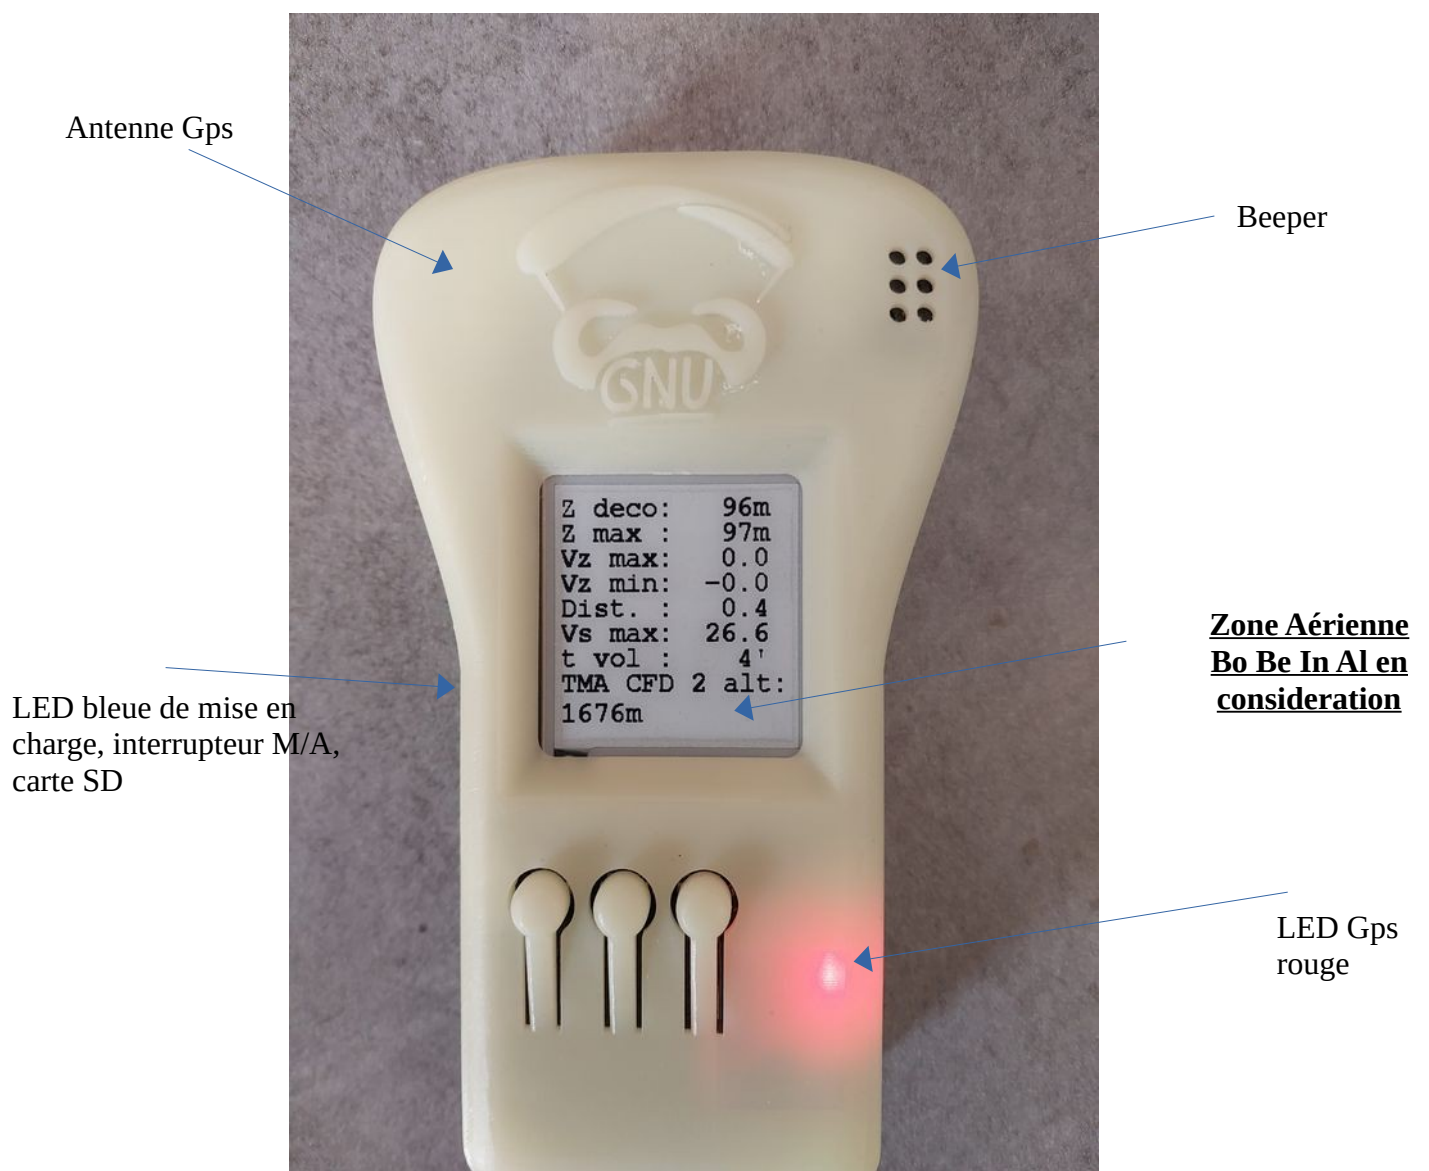 Antenne Gps
Beeper
GNU
Z deco: 96m
Z max : 97m
Vz max: 0.0
Vz min: -0.0
Dist. : 0.4
Vs max: 26.6
t vol : 4'
TMA CFD 2 alt:
1676m
Zone Aérienne
Bo Be In Al en
consideration
LED bleue de mise en
charge, interrupteur M/A,
carte SD
LED Gps
rouge